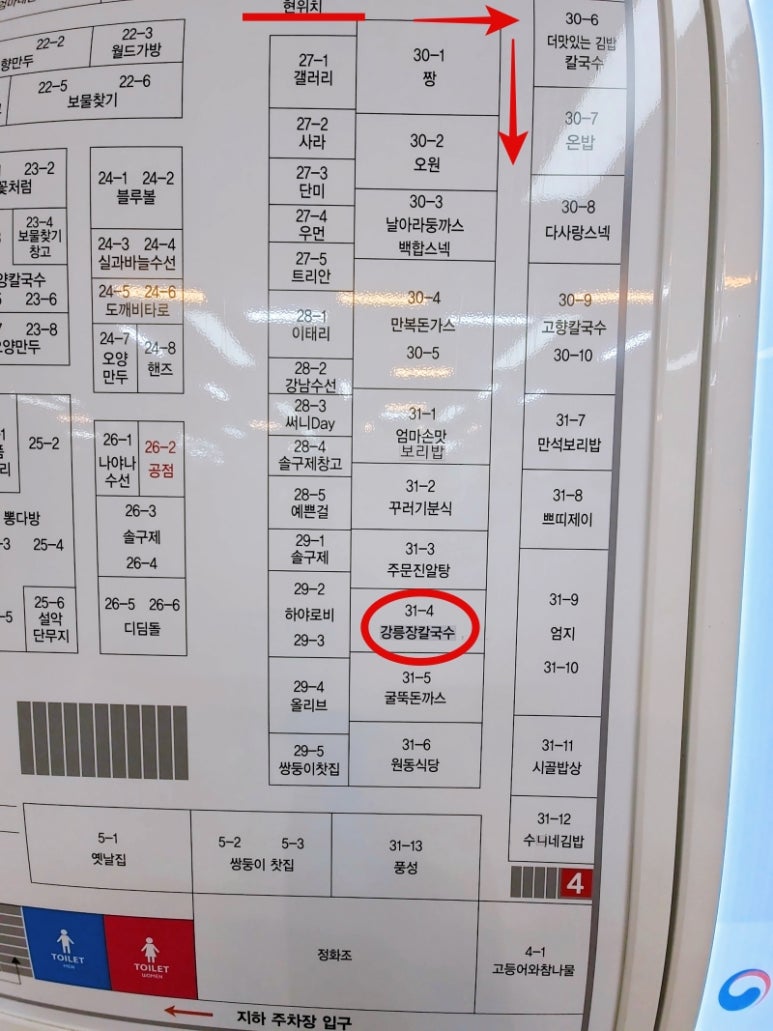 현위치
22-2
향만두
22-3
월드가방
22-5 22-6
보물찾기
23-2
꽃처럼
23-4
보물찾기
창고
양칼국수
23-6
23-8
오양만두
24-1 24-2
블루볼
24-3 24-4
실과바늘수선
24-5 24-6
도깨비타로
24-7
오양
만두
24-8
핸즈
25-2
뽕다방
25-4
25-6
설악
단무지
26-1
나야나
수선
26-2
공점
26-3
솔구제
26-4
26-5 26-6
디딤돌
27-1
갤러리
27-2
사라
27-3
단미
27-4
우먼
27-5
트리안
28-1
이태리
28-2
강남수선
28-3
써니Day
28-4
솔구제창고
28-5
예쁜걸
29-1
솔구제
29-2
하야로비
29-3
29-4
올리브
29-5
쌍둥이찻집
30-1
짱
30-2
오원
30-3
날아라둥까스
백합스넥
30-4
만복돈가스
30-5
31-1
엄마손맛
보리밥
31-2
꾸러기분식
31-3
주문진알탕
31-4
강릉장칼국수
31-5
굴뚝돈까스
31-6
원동식당
30-6
더맛있는 김밥
칼국수
30-7
온밥
30-8
다사랑스넥
30-9
고향칼국수
30-10
31-7
만석보리밥
31-8
쁘띠제이
31-9
엄지
31-10
31-11
시골밥상
31-12
수다네김밥
4
5-1
옛날집
5-2 5-3
쌍둥이 찻집
31-13
풍성
TOILET
MEN
TOILET
WOMEN
정화조
4-1
고등어와참나물
지하 주차장 입구